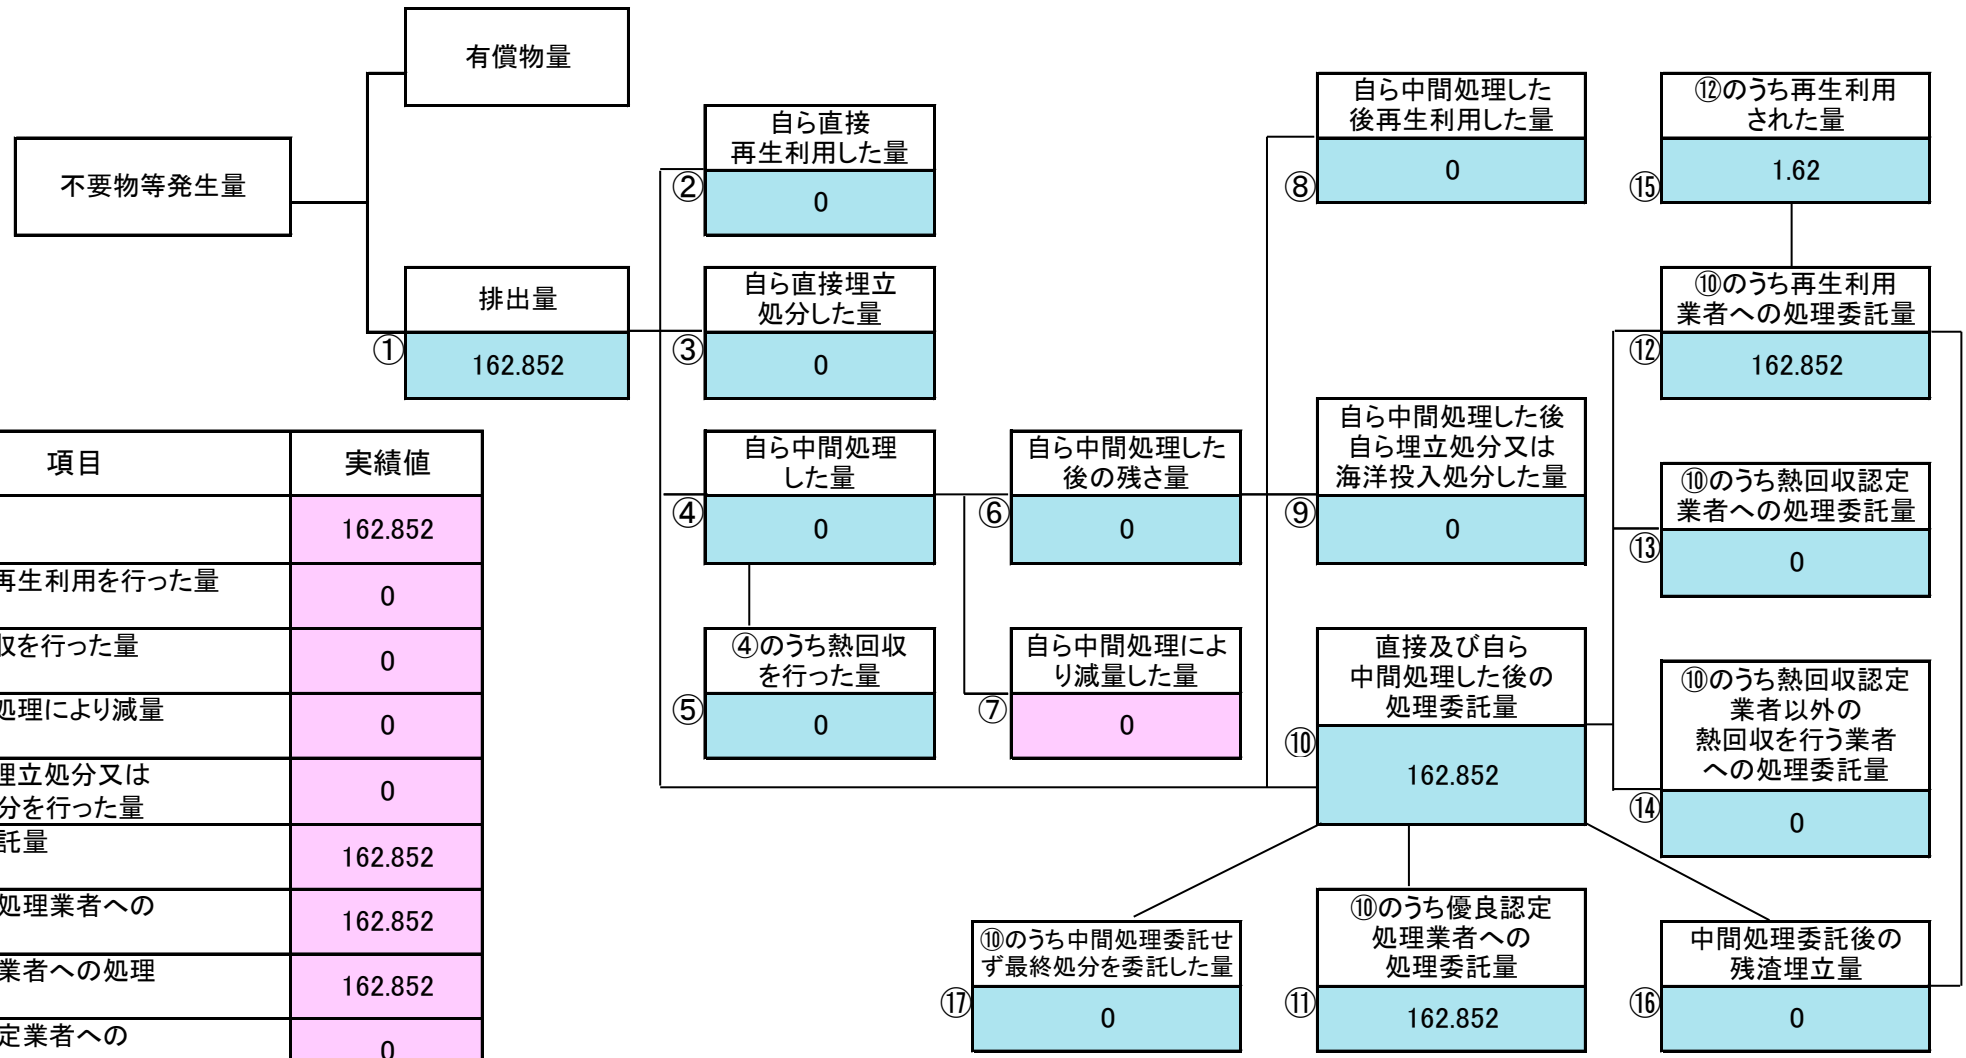 有償物量
不要物等発生量
排出量
①
162.852
自ら直接
再生利用した量
②
0
自ら直接埋立
処分した量
③
0
自ら中間処理
した量
④
0
④のうち熱回収
を行った量
⑤
0
自ら中間処理した
後の残さ量
⑥
0
自ら中間処理によ
り減量した量
⑦
0
自ら中間処理した
後再生利用した量
⑧
0
自ら中間処理した後
自ら埋立処分又は
海洋投入処分した量
⑨
0
直接及び自ら
中間処理した後の
処理委託量
⑩
162.852
⑫のうち再生利用
された量
⑮
1.62
⑩のうち再生利用
業者への処理委託量
⑫
162.852
⑩のうち熱回収認定
業者への処理委託量
⑬
0
⑩のうち熱回収認定
業者以外の
熱回収を行う業者
への処理委託量
⑭
0
⑩のうち中間処理委託せ
ず最終処分を委託した量
⑰
0
⑩のうち優良認定
処理業者への
処理委託量
⑪
162.852
中間処理委託後の
残渣埋立量
⑯
0
項目 実績値
162.852
再生利用を行った量 0
収を行った量 0
処理により減量 0
埋立処分又は
分を行った量 0
託量 162.852
処理業者への 162.852
業者への処理 162.852
定業者への 0